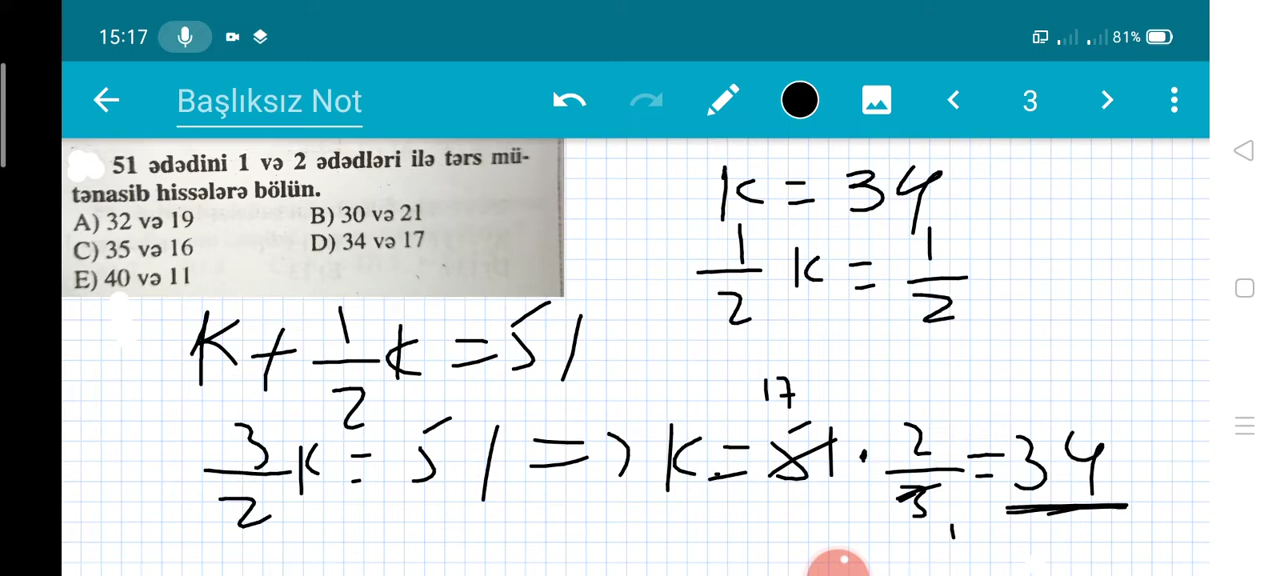 15:17
81%
Başlıksız Not
3
51 ədədini 1 və 2 ədədləri ilə tərs mü-
tənasib hissələrə bölün.
A) 32 və 19
B) 30 və 21
C) 35 və 16
D) 34 və 17
E) 40 və 11
k = 34
1/2 k = 1/2
K + 1/2 k = 51
3/2 k = 51 => k = 51 · 2/3 = 34
17
1